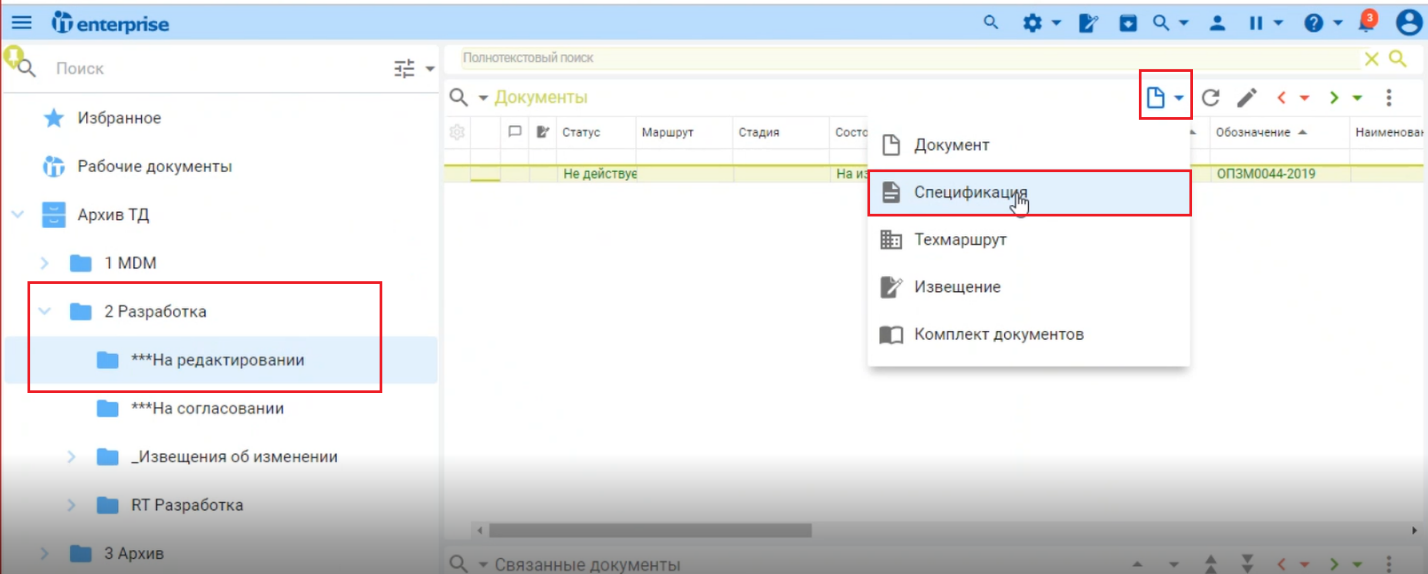 it enterprise
3
Поиск
Полнотекстовый поиск
Избранное
Рабочие документы
Архив ТД
1 MDM
2 Разработка
***На редактировании
***На согласовании
_Извещения об изменении
RT Разработка
3 Архив
Документы
Статус Маршрут Стадия Состо Обозначение Наименован
Не действуе На из ОПЗМ0044-2019
Документ
Спецификация
Техмаршрут
Извещение
Комплект документов
Связанные документы